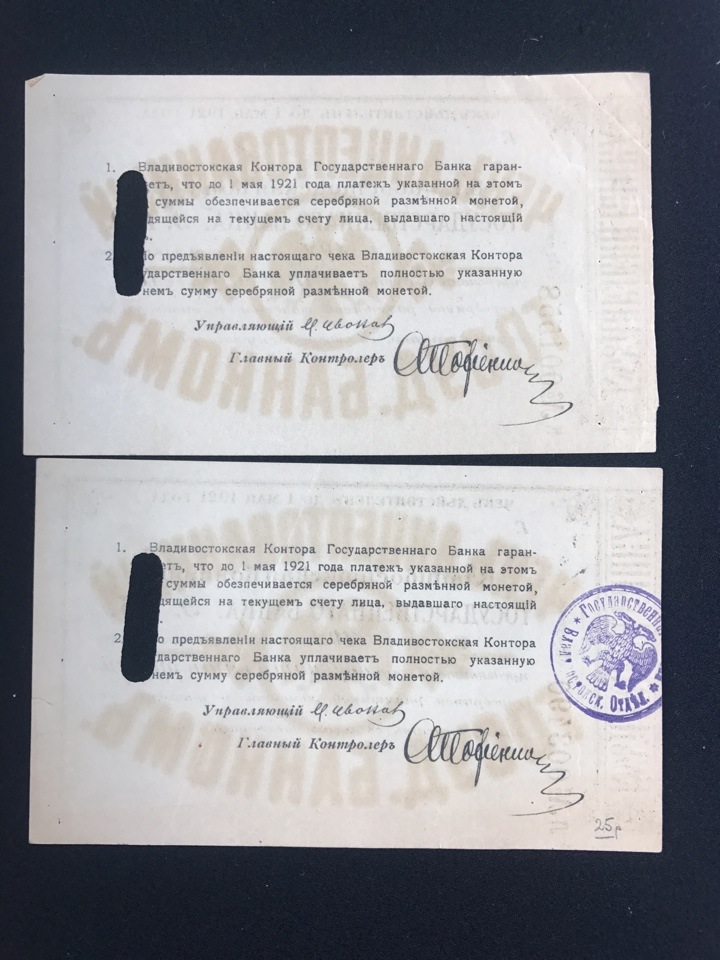 1. Владивостокская Контора Государственнаго Банка гаран-
етъ, что до 1 мая 1921 года платежъ указанной на этомъ
суммы обезпечивается серебряной размѣнной монетой,
дящейся на текущемъ счету лица, выдавшаго настоящій
2. По предъявленіи настоящаго чека Владивостокская Контора
ударственнаго Банка уплачиваетъ полностью указанную
немъ сумму серебряной размѣнной монетой.
Управляющій
Главный Контролеръ
1. Владивостокская Контора Государственнаго Банка гаран-
етъ, что до 1 мая 1921 года платежъ указанной на этомъ
суммы обезпечивается серебряной размѣнной монетой,
дящейся на текущемъ счету лица, выдавшаго настоящій
2. По предъявленіи настоящаго чека Владивостокская Контора
ударственнаго Банка уплачиваетъ полностью указанную
немъ сумму серебряной размѣнной монетой.
Управляющій
Главный Контролеръ
Отдѣл.
25р